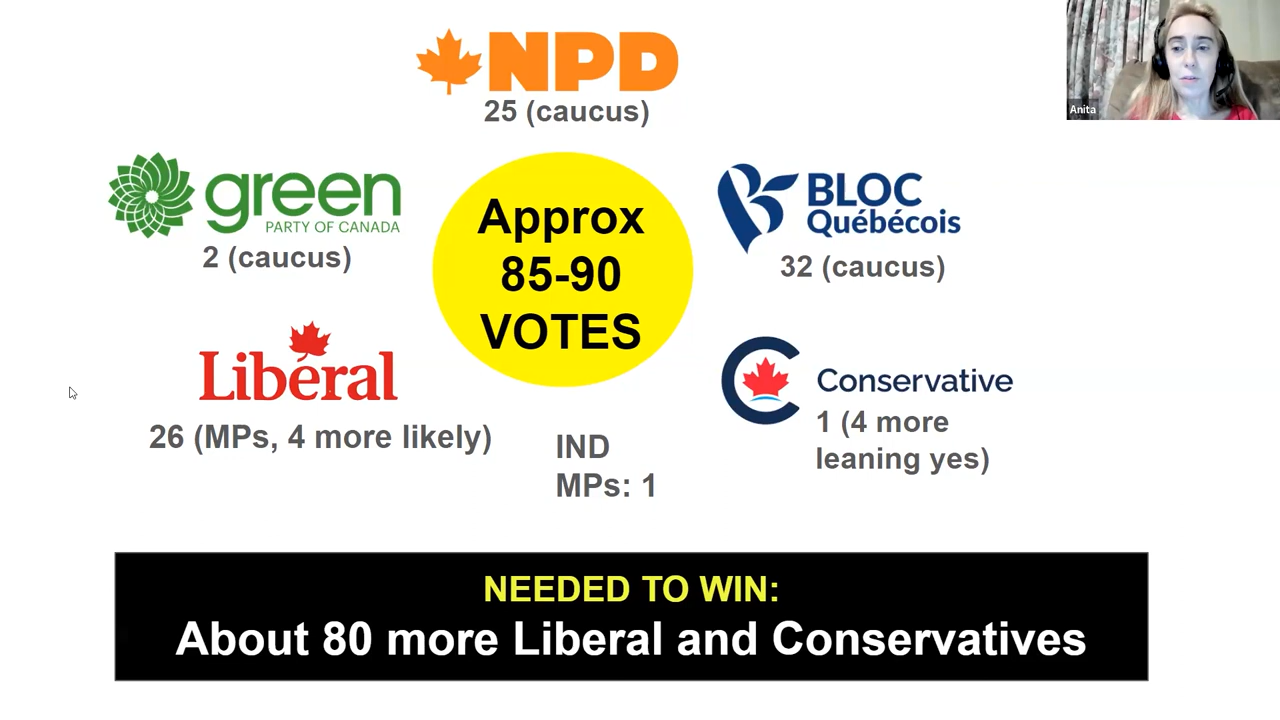 NPD
25 (caucus)
Anita
green
PARTY OF CANADA
2 (caucus)
Approx
85-90
VOTES
BLOC
Québécois
32 (caucus)
Liberal
26 (MPs, 4 more likely)
IND
MPs: 1
Conservative
1 (4 more
leaning yes)
NEEDED TO WIN:
About 80 more Liberal and Conservatives